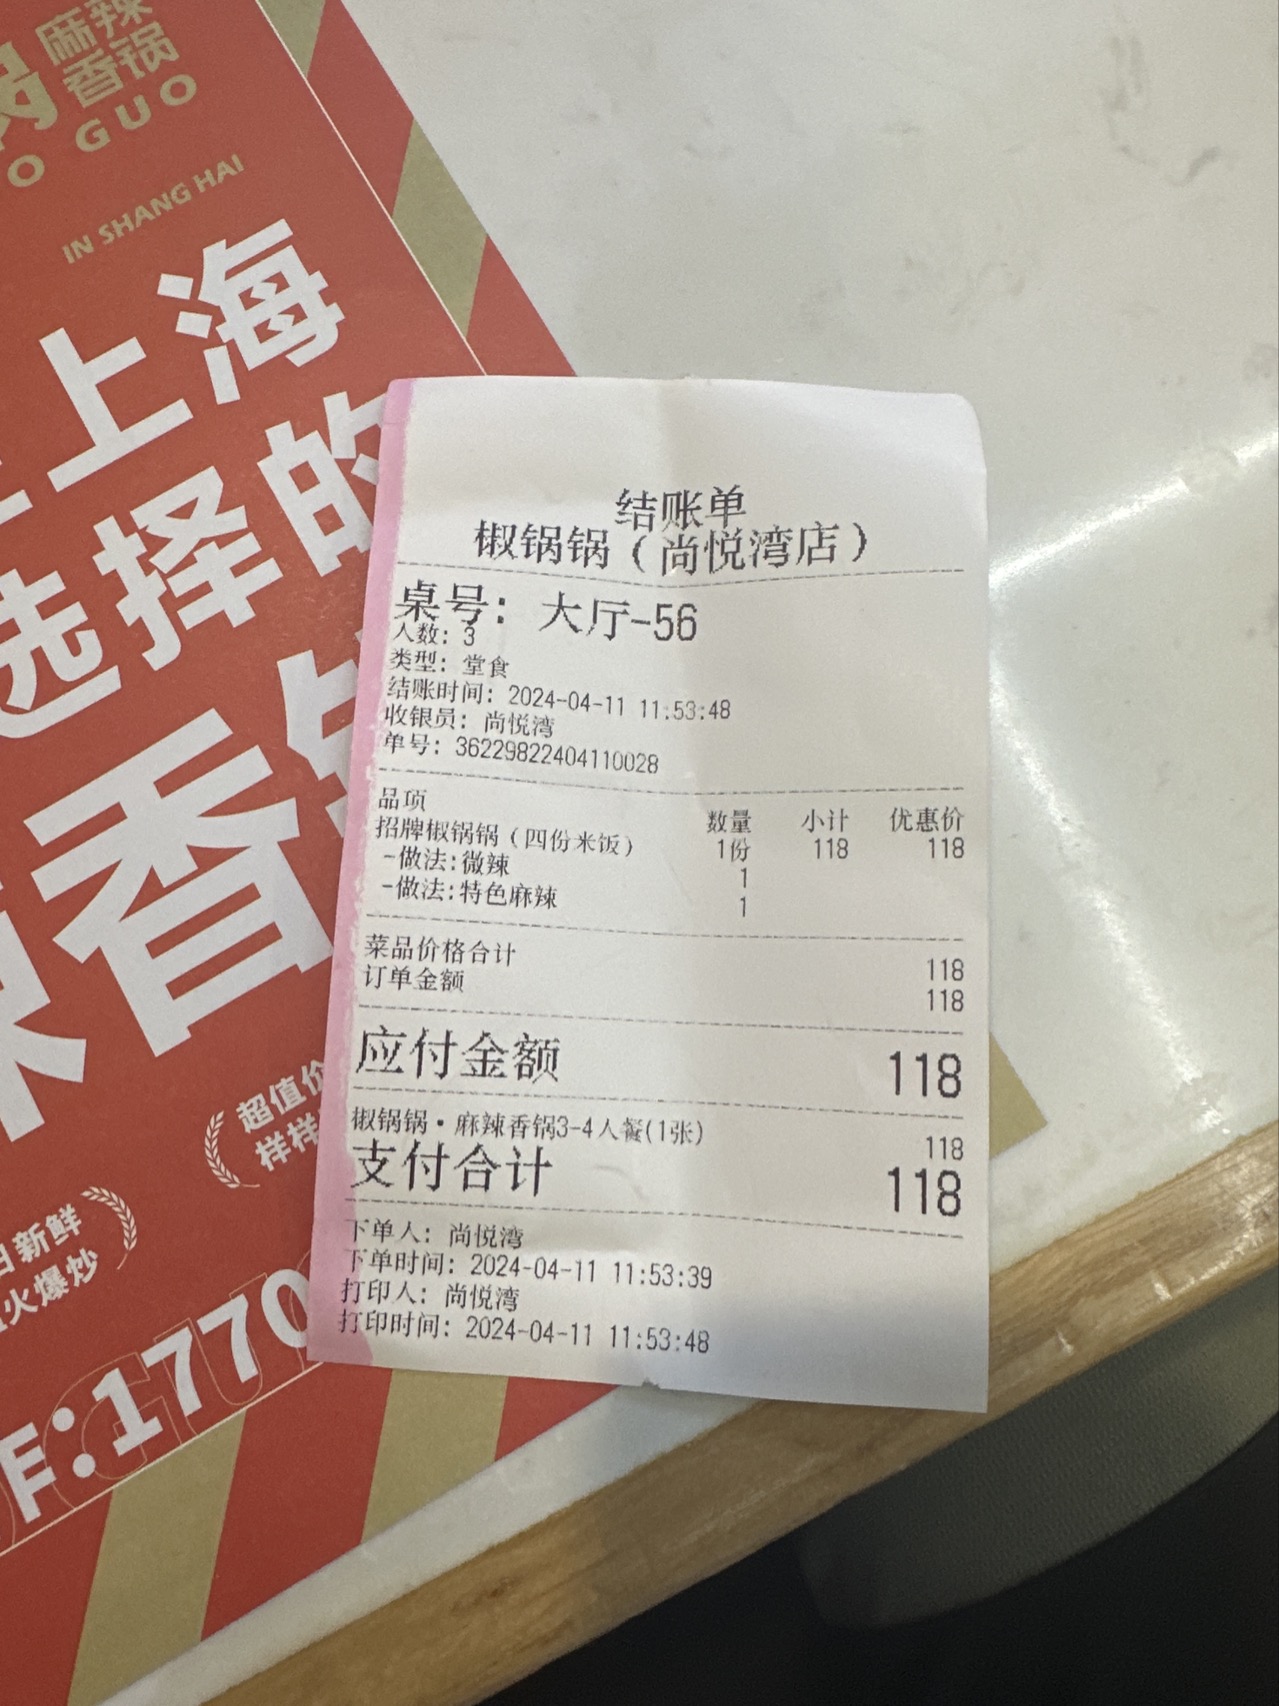 麻辣
锅 香锅
O GUO
IN SHANG HAI
上海
选择的
香
超值价
样样
日新鲜
火爆炒
F:1770
结账单
椒锅锅（尚悦湾店）
桌号: 大厅-56
人数: 3
类型: 堂食
结账时间: 2024-04-11 11:53:48
收银员: 尚悦湾
单号: 36229822404110028
品项 数量 小计 优惠价
招牌椒锅锅（四份米饭） 1份 118 118
-做法:微辣 1
-做法:特色麻辣 1
菜品价格合计 118
订单金额 118
应付金额 118
椒锅锅·麻辣香锅3-4人餐(1张) 118
支付合计 118
下单人: 尚悦湾
下单时间: 2024-04-11 11:53:39
打印人: 尚悦湾
打印时间: 2024-04-11 11:53:48